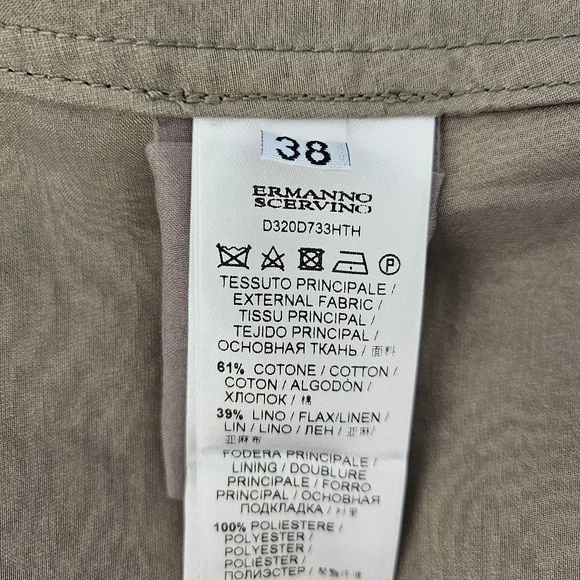 38
ERMANNO
SCERVINO
D320D733HTH
P
TESSUTO PRINCIPALE /
EXTERNAL FABRIC /
TISSU PRINCIPAL /
TEJIDO PRINCIPAL /
ОСНОВНАЯ ТКАНЬ / 面料
61% COTONE / COTTON /
COTON / ALGODÓN /
ХЛОПОК / 棉
39% LINO / FLAX/LINEN /
LIN / LINO / ЛЕН / 亚麻/
亚麻布
FODERA PRINCIPALE /
LINING / DOUBLURE
PRINCIPALE / FORRO
PRINCIPAL / ОСНОВНАЯ
ПОДКЛАДКА / 衬里
100% POLIESTERE /
POLYESTER /
POLYESTER /
POLIÉSTER /
ПОЛИЭСТЕР /